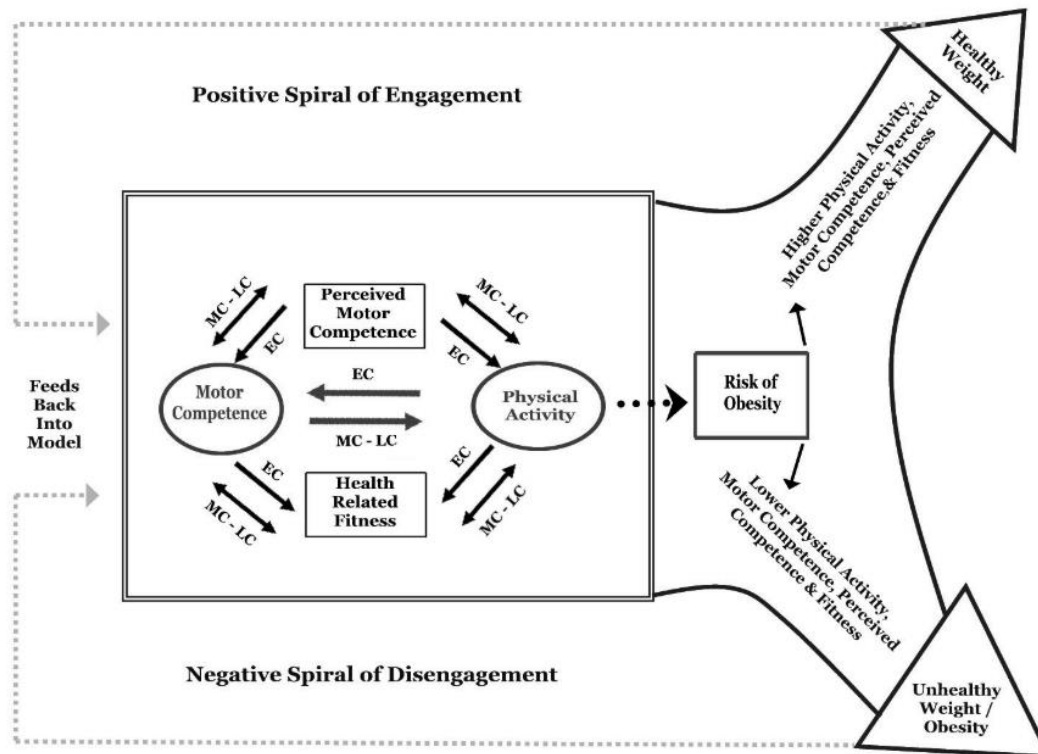 Healthy
Weight
Positive Spiral of Engagement
Higher Physical Activity,
Motor Competence, Perceived
Competence,& Fitness
MC - LC
EC
Perceived
Motor
Competence
MC - LC
EC
Feeds
Back
Into
Model
Motor
Competence
EC
MC - LC
Physical
Activity
Risk of
Obesity
EC
MC - LC
Health
Related
Fitness
EC
MC - LC
Lower Physical Activity,
Motor Competence, Perceived
Competence & Fitness
Negative Spiral of Disengagement
Unhealthy
Weight /
Obesity